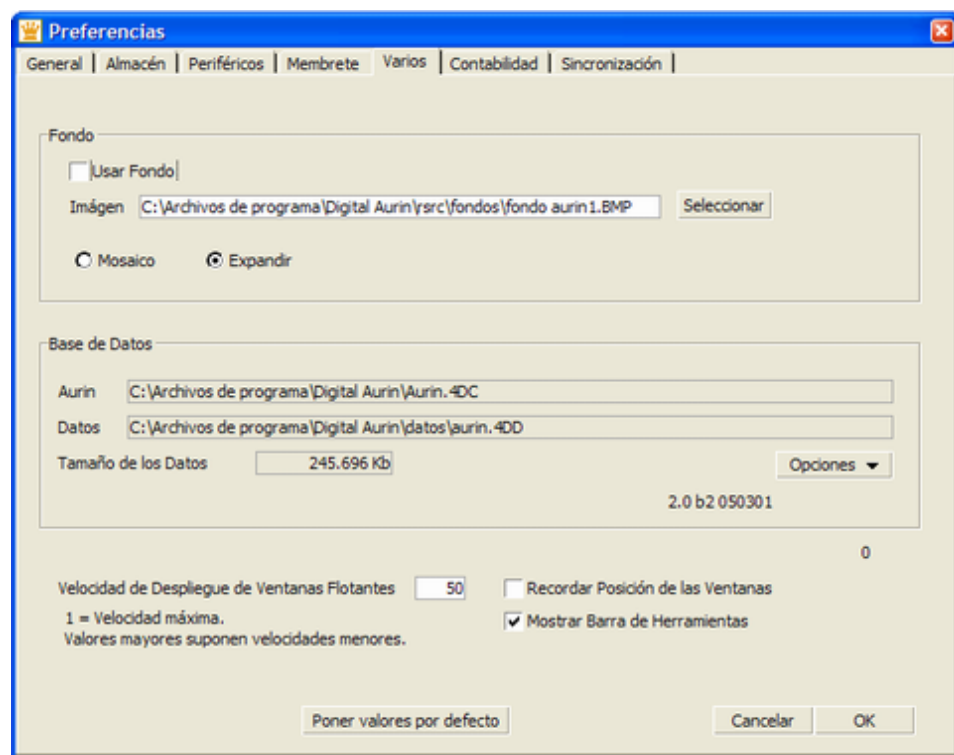 Preferencias
General | Almacén | Periféricos | Membrete | Varios | Contabilidad | Sincronización |
Fondo
Usar Fondo
Imágen C:\Archivos de programa\Digital Aurin\rsrc\fondos\fondo aurin1.BMP Seleccionar
Mosaico Expandir
Base de Datos
Aurin C:\Archivos de programa\Digital Aurin\Aurin.4DC
Datos C:\Archivos de programa\Digital Aurin\datos\aurin.4DD
Tamaño de los Datos 245.696 Kb Opciones
2.0 b2 050301
0
Velocidad de Despliegue de Ventanas Flotantes 50 Recordar Posición de las Ventanas
1 = Velocidad máxima. Mostrar Barra de Herramientas
Valores mayores suponen velocidades menores.
Poner valores por defecto Cancelar OK